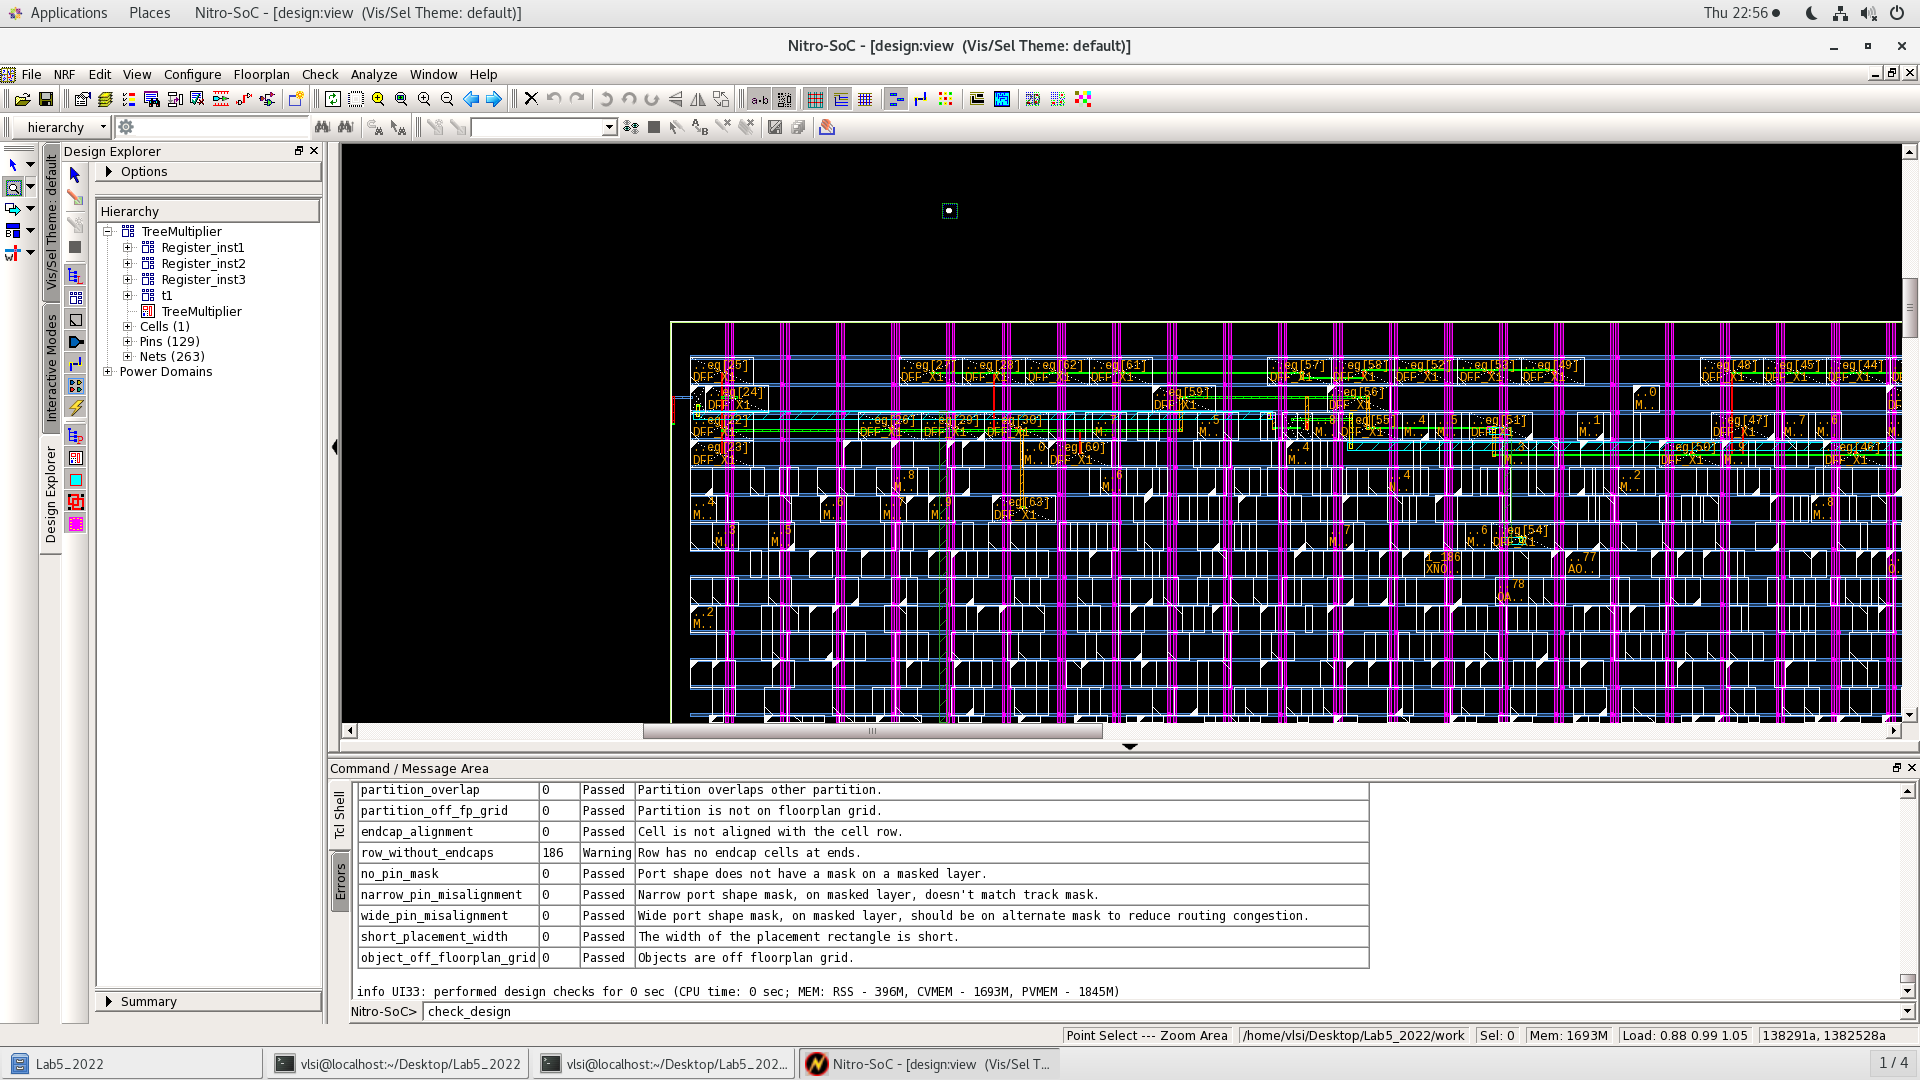 Applications Places Nitro-SoC - [design:view (Vis/Sel Theme: default)] Thu 22:56
Nitro-SoC - [design:view (Vis/Sel Theme: default)]
File NRF Edit View Configure Floorplan Check Analyze Window Help
hierarchy
Vis/Sel Theme: default
Interactive Modes
Design Explorer
Design Explorer
Options
Hierarchy
TreeMultiplier
Register_inst1
Register_inst2
Register_inst3
t1
TreeMultiplier
Cells (1)
Pins (129)
Nets (263)
Power Domains
Summary
Command / Message Area
Tcl Shell
Errors
partition_overlap 0 Passed Partition overlaps other partition.
partition_off_fp_grid 0 Passed Partition is not on floorplan grid.
endcap_alignment 0 Passed Cell is not aligned with the cell row.
row_without_endcaps 186 Warning Row has no endcap cells at ends.
no_pin_mask 0 Passed Port shape does not have a mask on a masked layer.
narrow_pin_misalignment 0 Passed Narrow port shape mask, on masked layer, doesn't match track mask.
wide_pin_misalignment 0 Passed Wide port shape mask, on masked layer, should be on alternate mask to reduce routing congestion.
short_placement_width 0 Passed The width of the placement rectangle is short.
object_off_floorplan_grid 0 Passed Objects are off floorplan grid.
info UI33: performed design checks for 0 sec (CPU time: 0 sec; MEM: RSS - 396M, CVMEM - 1693M, PVMEM - 1845M)
Nitro-SoC> check_design
Point Select --- Zoom Area /home/vlsi/Desktop/Lab5_2022/work Sel: 0 Mem: 1693M Load: 0.88 0.99 1.05 138291a, 1382528a
Lab5_2022 vlsi@localhost:~/Desktop/Lab5_2022 vlsi@localhost:~/Desktop/Lab5_202... Nitro-SoC - [design:view (Vis/Sel T... 1 / 4